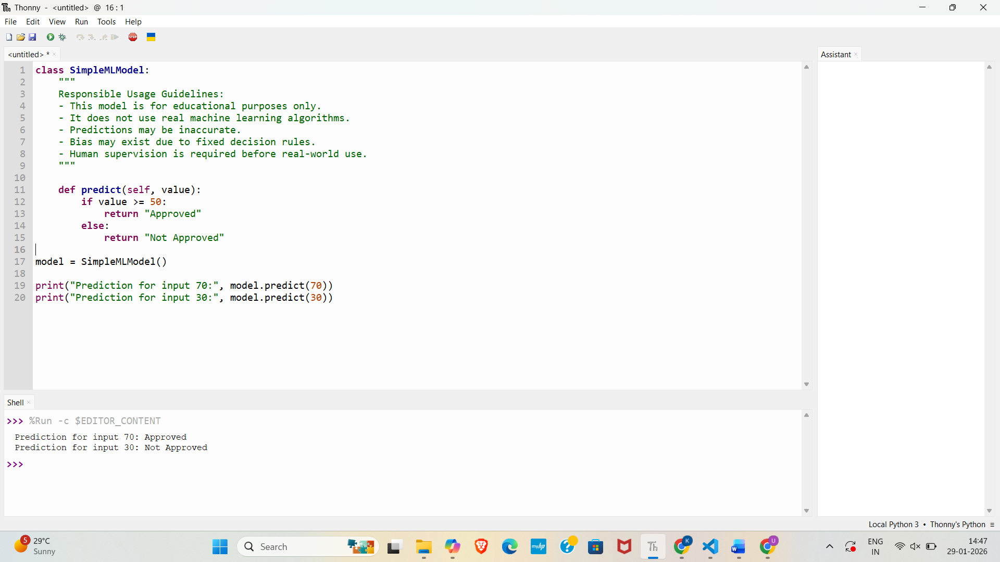 Thonny - <untitled> @ 16:1
File Edit View Run Tools Help
STOP
<untitled> * ×
Assistant ×
1 class SimpleMLModel:
2     """
3     Responsible Usage Guidelines:
4     - This model is for educational purposes only.
5     - It does not use real machine learning algorithms.
6     - Predictions may be inaccurate.
7     - Bias may exist due to fixed decision rules.
8     - Human supervision is required before real-world use.
9     """
10
11     def predict(self, value):
12         if value >= 50:
13             return "Approved"
14         else:
15             return "Not Approved"
16
17 model = SimpleMLModel()
18
19 print("Prediction for input 70:", model.predict(70))
20 print("Prediction for input 30:", model.predict(30))
Shell ×
>>> %Run -c $EDITOR_CONTENT
Prediction for input 70: Approved
Prediction for input 30: Not Approved
>>>
Local Python 3 • Thonny's Python ≡
5
29°C
Sunny
Search
myhp
Th
K
W
U
ENG
IN
14:47
29-01-2026